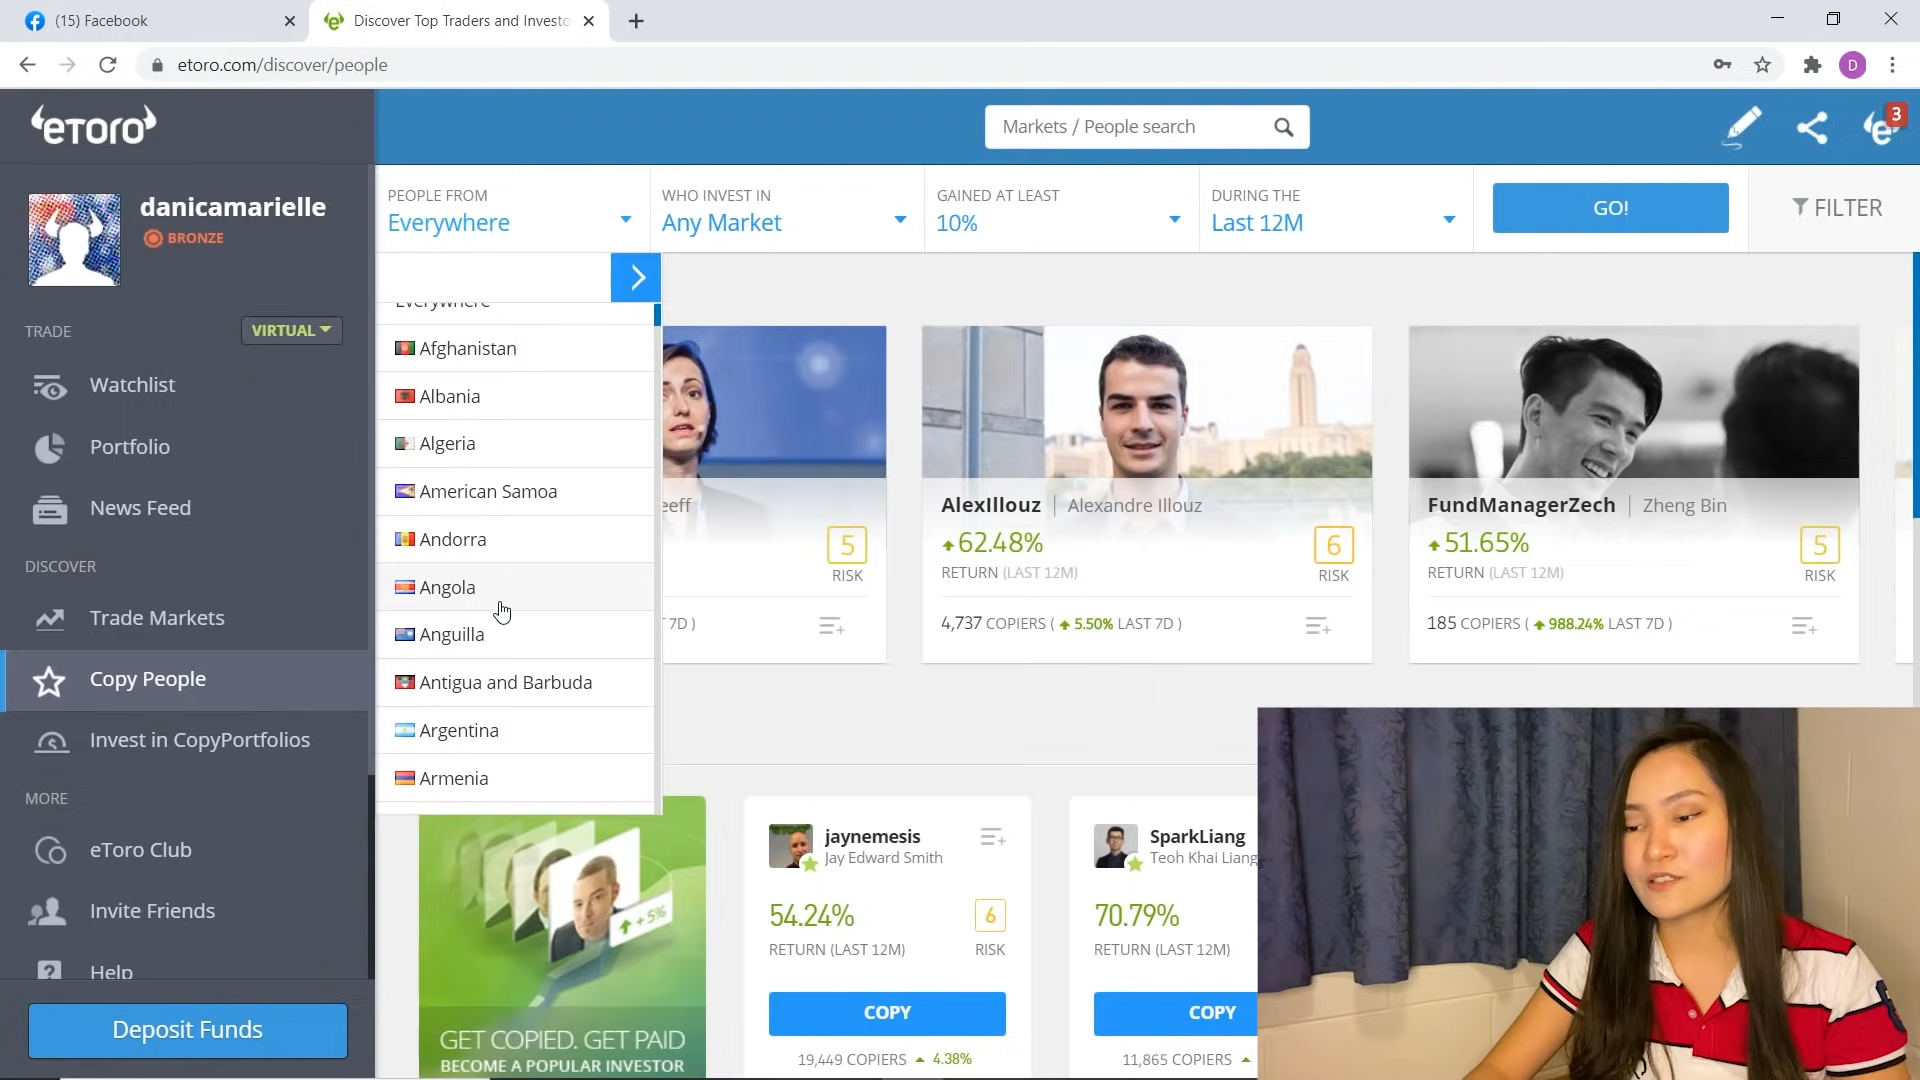 (15) Facebook
Discover Top Traders and Investo
etoro.com/discover/people
D
eToro
Markets / People search
3
danicamarielle
BRONZE
TRADE
VIRTUAL
Watchlist
Portfolio
News Feed
DISCOVER
Trade Markets
Copy People
Invest in CopyPortfolios
MORE
eToro Club
Invite Friends
Help
Deposit Funds
PEOPLE FROM
Everywhere
WHO INVEST IN
Any Market
GAINED AT LEAST
10%
DURING THE
Last 12M
GO!
FILTER
Everywhere
Afghanistan
Albania
Algeria
American Samoa
Andorra
Angola
Anguilla
Antigua and Barbuda
Argentina
Armenia
eeff
5
RISK
7D )
AlexIllouz | Alexandre Illouz
62.48%
RETURN (LAST 12M)
6
RISK
4,737 COPIERS ( 5.50% LAST 7D )
FundManagerZech | Zheng Bin
51.65%
RETURN (LAST 12M)
5
RISK
185 COPIERS ( 988.24% LAST 7D )
+5%
GET COPIED. GET PAID
BECOME A POPULAR INVESTOR
jaynemesis
Jay Edward Smith
54.24%
RETURN (LAST 12M)
6
RISK
COPY
19,449 COPIERS 4.38%
SparkLiang
Teoh Khai Liang
70.79%
RETURN (LAST 12M)
COPY
11,865 COPIERS